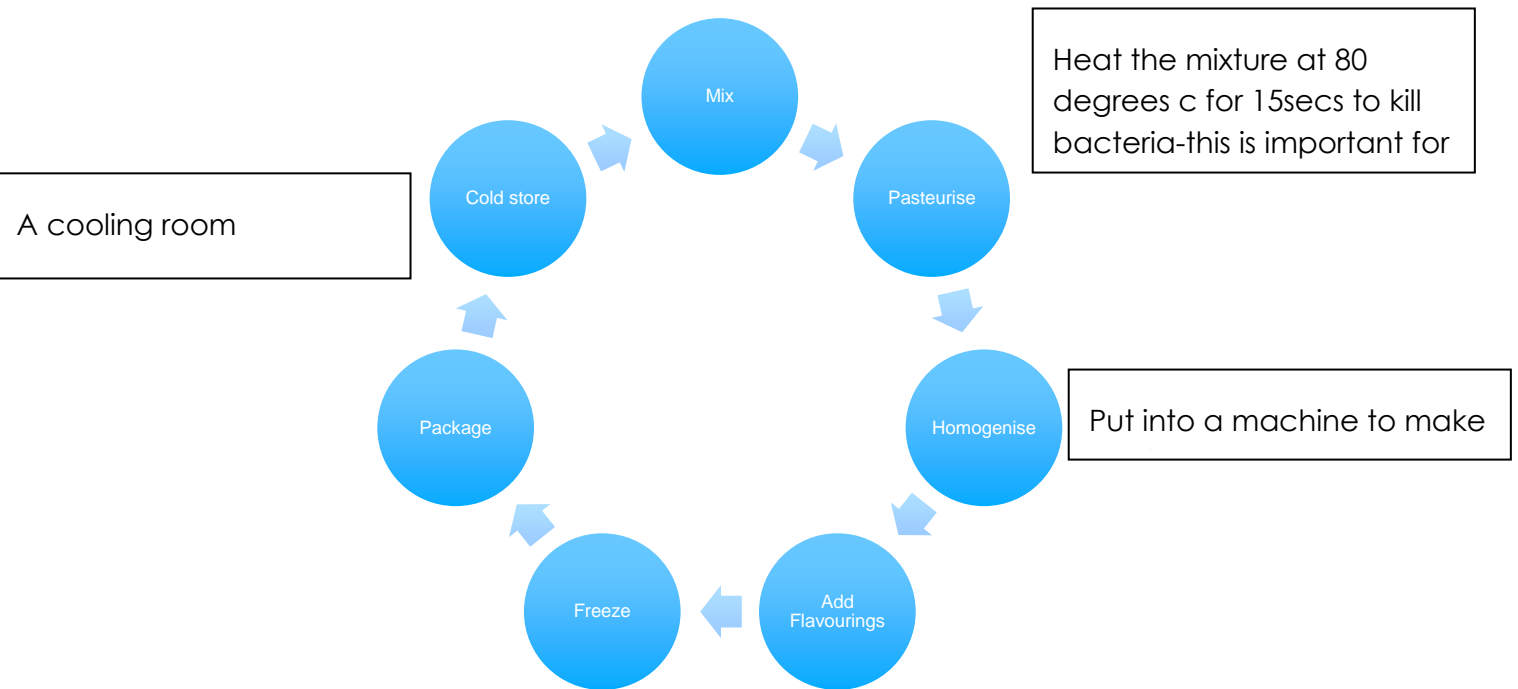 Mix
Heat the mixture at 80
degrees c for 15secs to kill
bacteria-this is important for
Pasteurise
Cold store
A cooling room
Homogenise
Put into a machine to make
Package
Add
Flavourings
Freeze